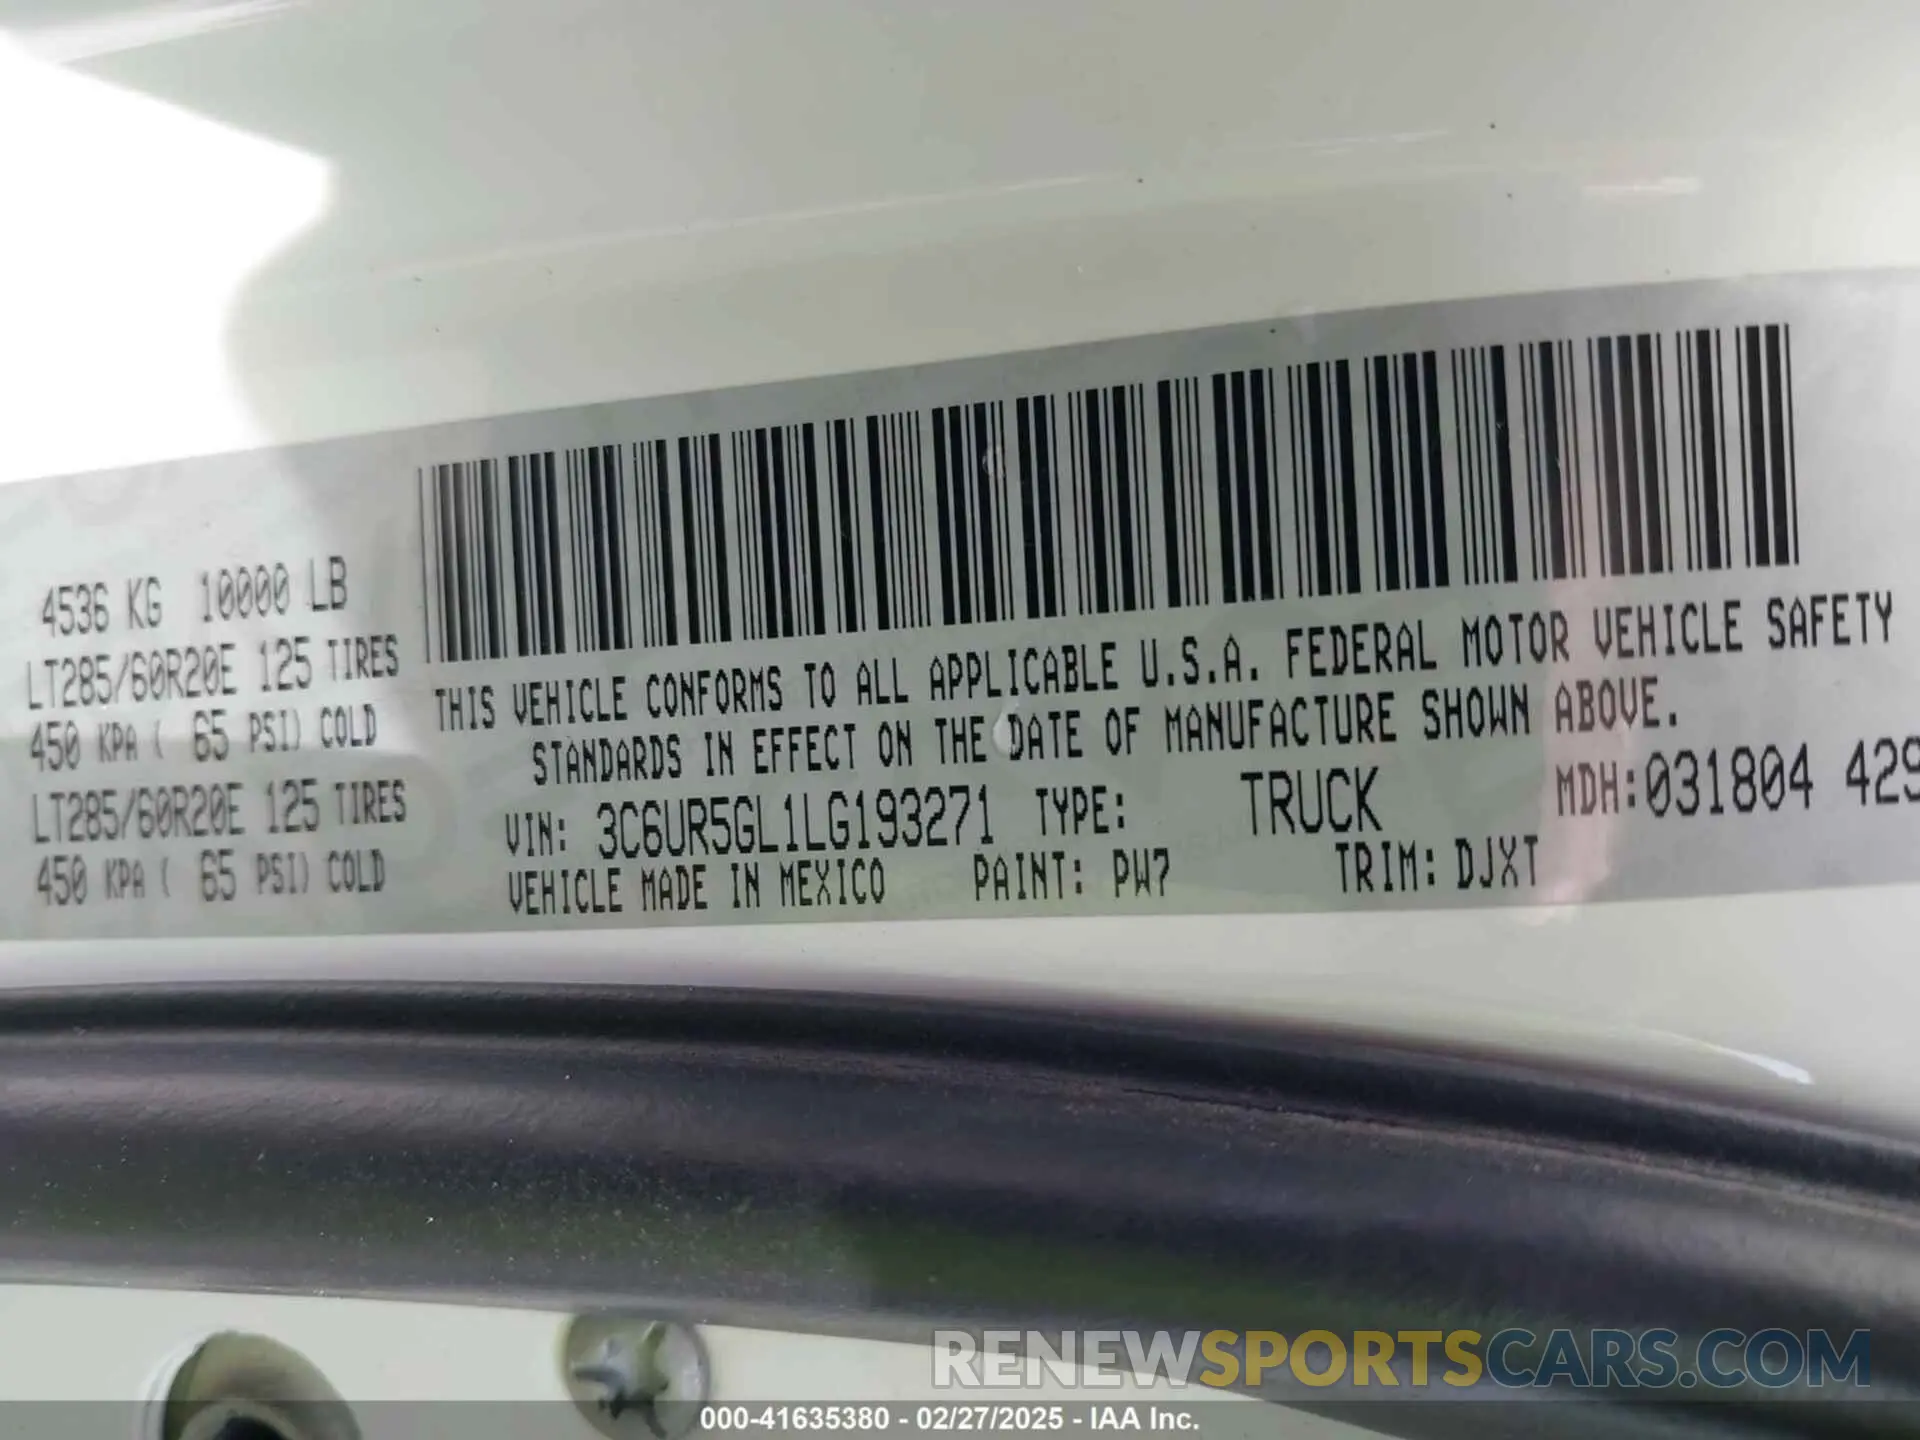 4536 KG 10000 LB
LT285/60R20E 125 TIRES
450 KPA ( 65 PSI) COLD
LT285/60R20E 125 TIRES
450 KPA ( 65 PSI) COLD
THIS VEHICLE CONFORMS TO ALL APPLICABLE U.S.A. FEDERAL MOTOR VEHICLE SAFETY
STANDARDS IN EFFECT ON THE DATE OF MANUFACTURE SHOWN ABOVE.
VIN: 3C6UR5GL1LG193271 TYPE: TRUCK MDH:031804 429
VEHICLE MADE IN MEXICO PAINT: PW7 TRIM: DJXT
RENEWSPORTSCARS.COM
000-41635380 - 02/27/2025 - IAA Inc.